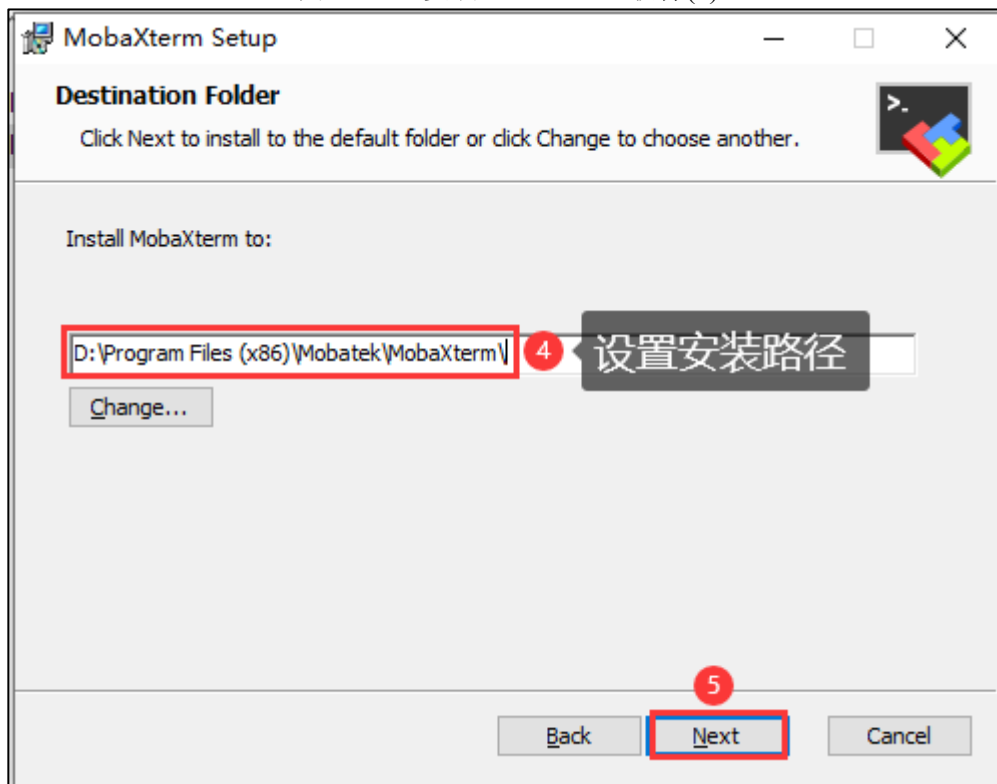 MobaXterm Setup
Destination Folder
Click Next to install to the default folder or click Change to choose another.
>.
Install MobaXterm to:
D:\Program Files (x86)\Mobatek\MobaXterm\
4
设置安装路径
Change...
5
Back
Next
Cancel